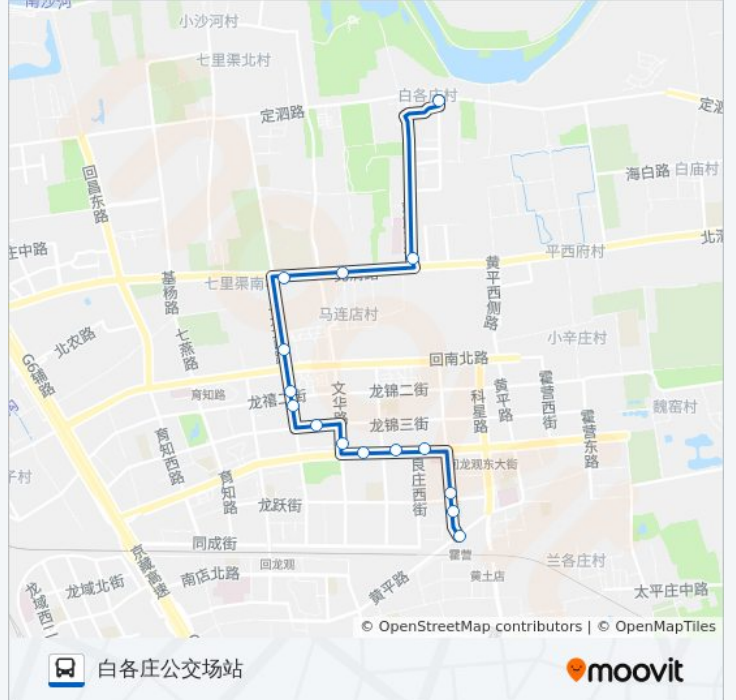 南沙河
小沙河村
七里渠北村
白各庄村
定泗路
定泗
回昌东路
海白路
白庙村
庄中路
平西府村
北清
七里渠南
基杨路
黄平西侧路
马连店村
北农路
七燕路
小辛庄村
G6辅路
回南北路
育知路
龙禧二街
文华路
龙锦二街
科星路
黄平路
霍营西街
魏窑村
龙锦三街
霍营东路
育知西路
子村
育知路
良庄西街
回龙观东大街
龙跃街
同成街
回龙观
霍营
兰各庄村
京藏高速
南店北路
黄土店
龙域北街
黄平路
太平庄中路
龙域西二
© OpenStreetMap contributors | © OpenMapTiles
白各庄公交场站
moovit